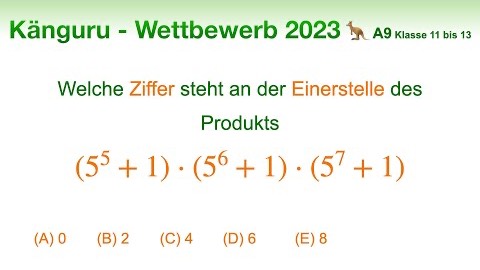 Känguru - Wettbewerb 2023 🦘 A9 Klasse 11 bis 13
Welche Ziffer steht an der Einerstelle des
Produkts
(5⁵ + 1) · (5⁶ + 1) · (5⁷ + 1)
(A) 0 (B) 2 (C) 4 (D) 6 (E) 8